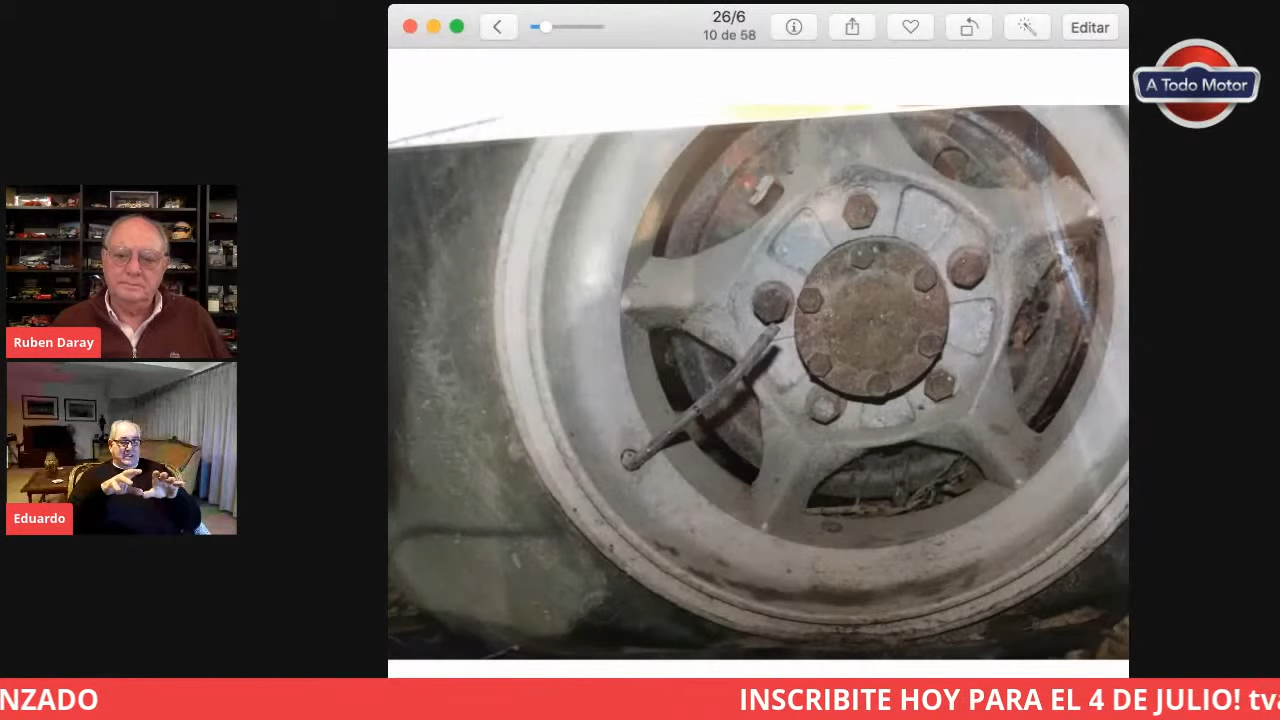 26/6
10 de 58
Editar
A Todo Motor
Ruben Daray
Eduardo
NZADO
INSCRIBITE HOY PARA EL 4 DE JULIO! tva